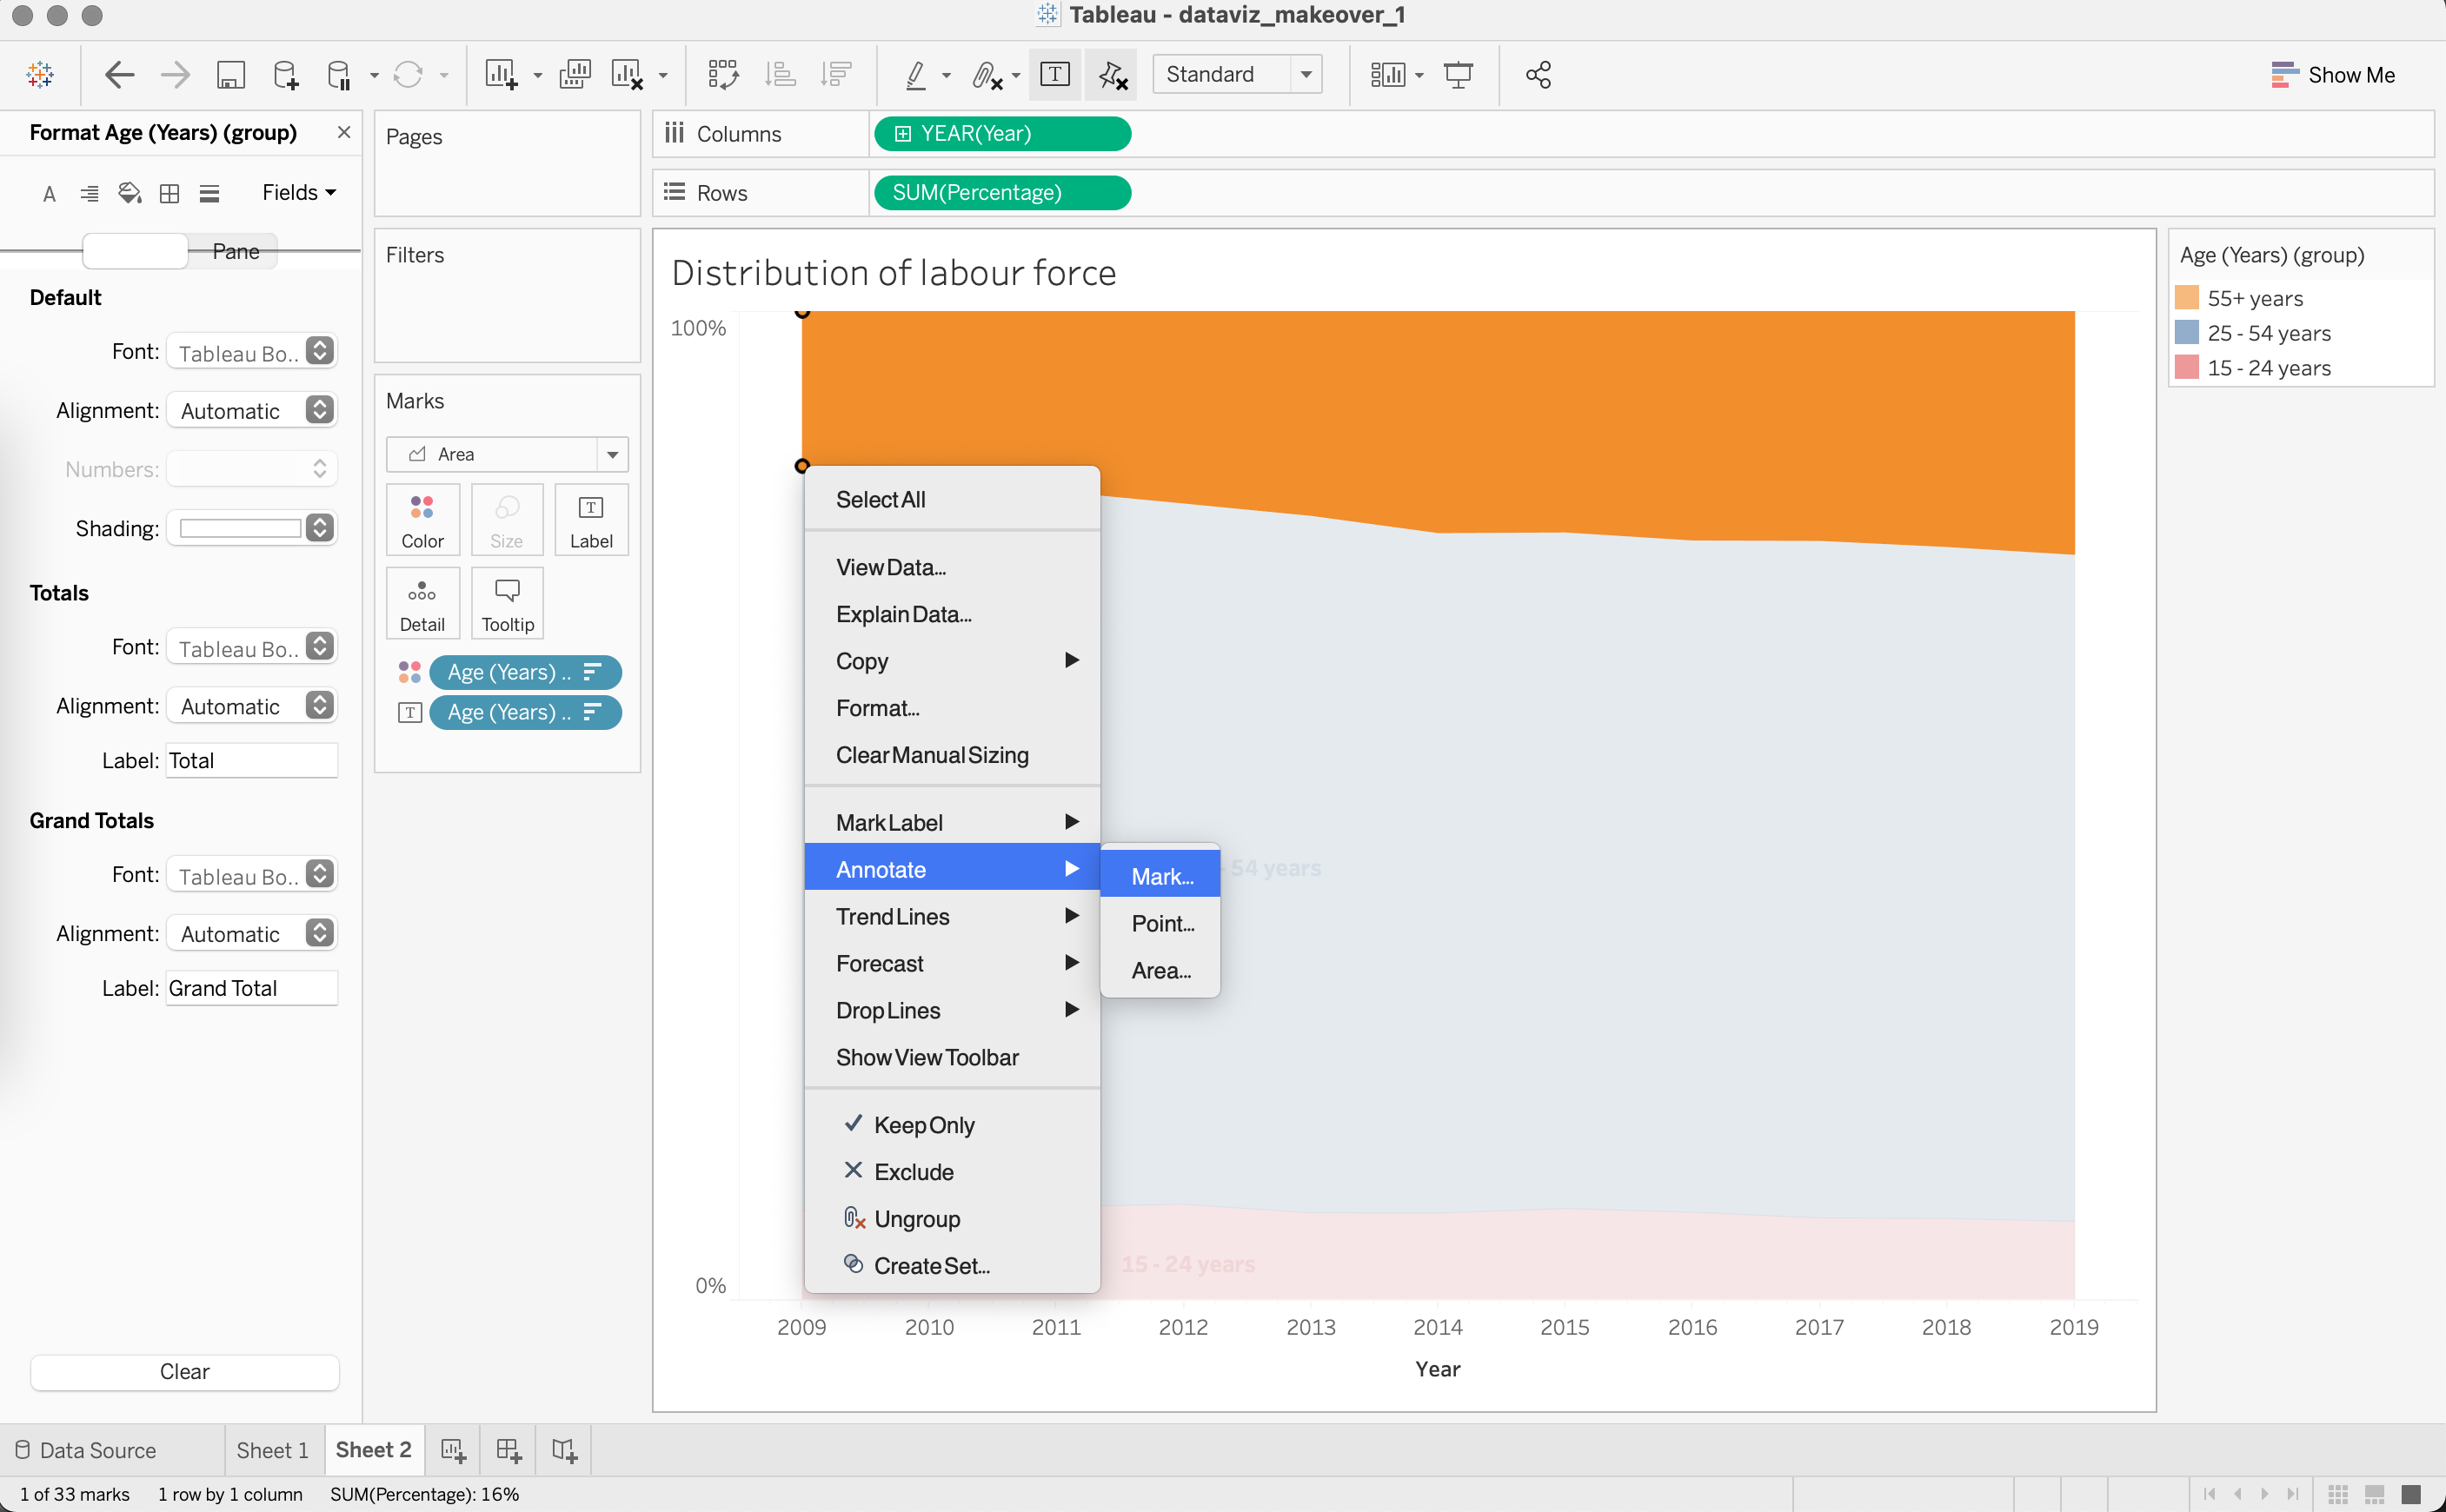 Tableau - dataviz_makeover_1
Standard
Show Me
Format Age (Years) (group)
Fields
Pane
Default
Font: Tableau Bo..
Alignment: Automatic
Numbers:
Shading:
Totals
Font: Tableau Bo..
Alignment: Automatic
Label: Total
Grand Totals
Font: Tableau Bo..
Alignment: Automatic
Label: Grand Total
Clear
Pages
Filters
Marks
Area
Color
Size
Label
Detail
Tooltip
Age (Years) ..
Age (Years) ..
Columns
YEAR(Year)
Rows
SUM(Percentage)
Distribution of labour force
100%
0%
Select All
View Data...
Explain Data...
Copy
Format...
Clear Manual Sizing
Mark Label
Annotate
Trend Lines
Forecast
Drop Lines
Show View Toolbar
Keep Only
Exclude
Ungroup
Create Set...
Mark...
Point...
Area...
- 54 years
15 - 24 years
2009 2010 2011 2012 2013 2014 2015 2016 2017 2018 2019
Year
Age (Years) (group)
55+ years
25 - 54 years
15 - 24 years
Data Source
Sheet 1
Sheet 2
1 of 33 marks
1 row by 1 column
SUM(Percentage): 16%